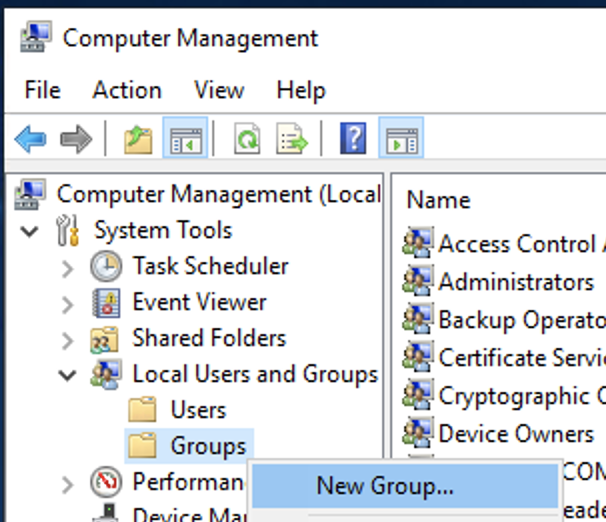 Computer Management
File Action View Help
Computer Management (Local
System Tools
Task Scheduler
Event Viewer
Shared Folders
Local Users and Groups
Users
Groups
Performan
Device Ma
New Group...
Name
Access Control
Administrators
Backup Operato
Certificate Servi
Cryptographic
Device Owners
COM
eade